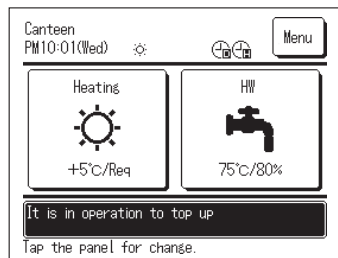 Canteen
PM10:01(Wed)
Menu
Heating
+5°C/Req
HW
75°C/80%
It is in operation to top up
Tap the panel for change.